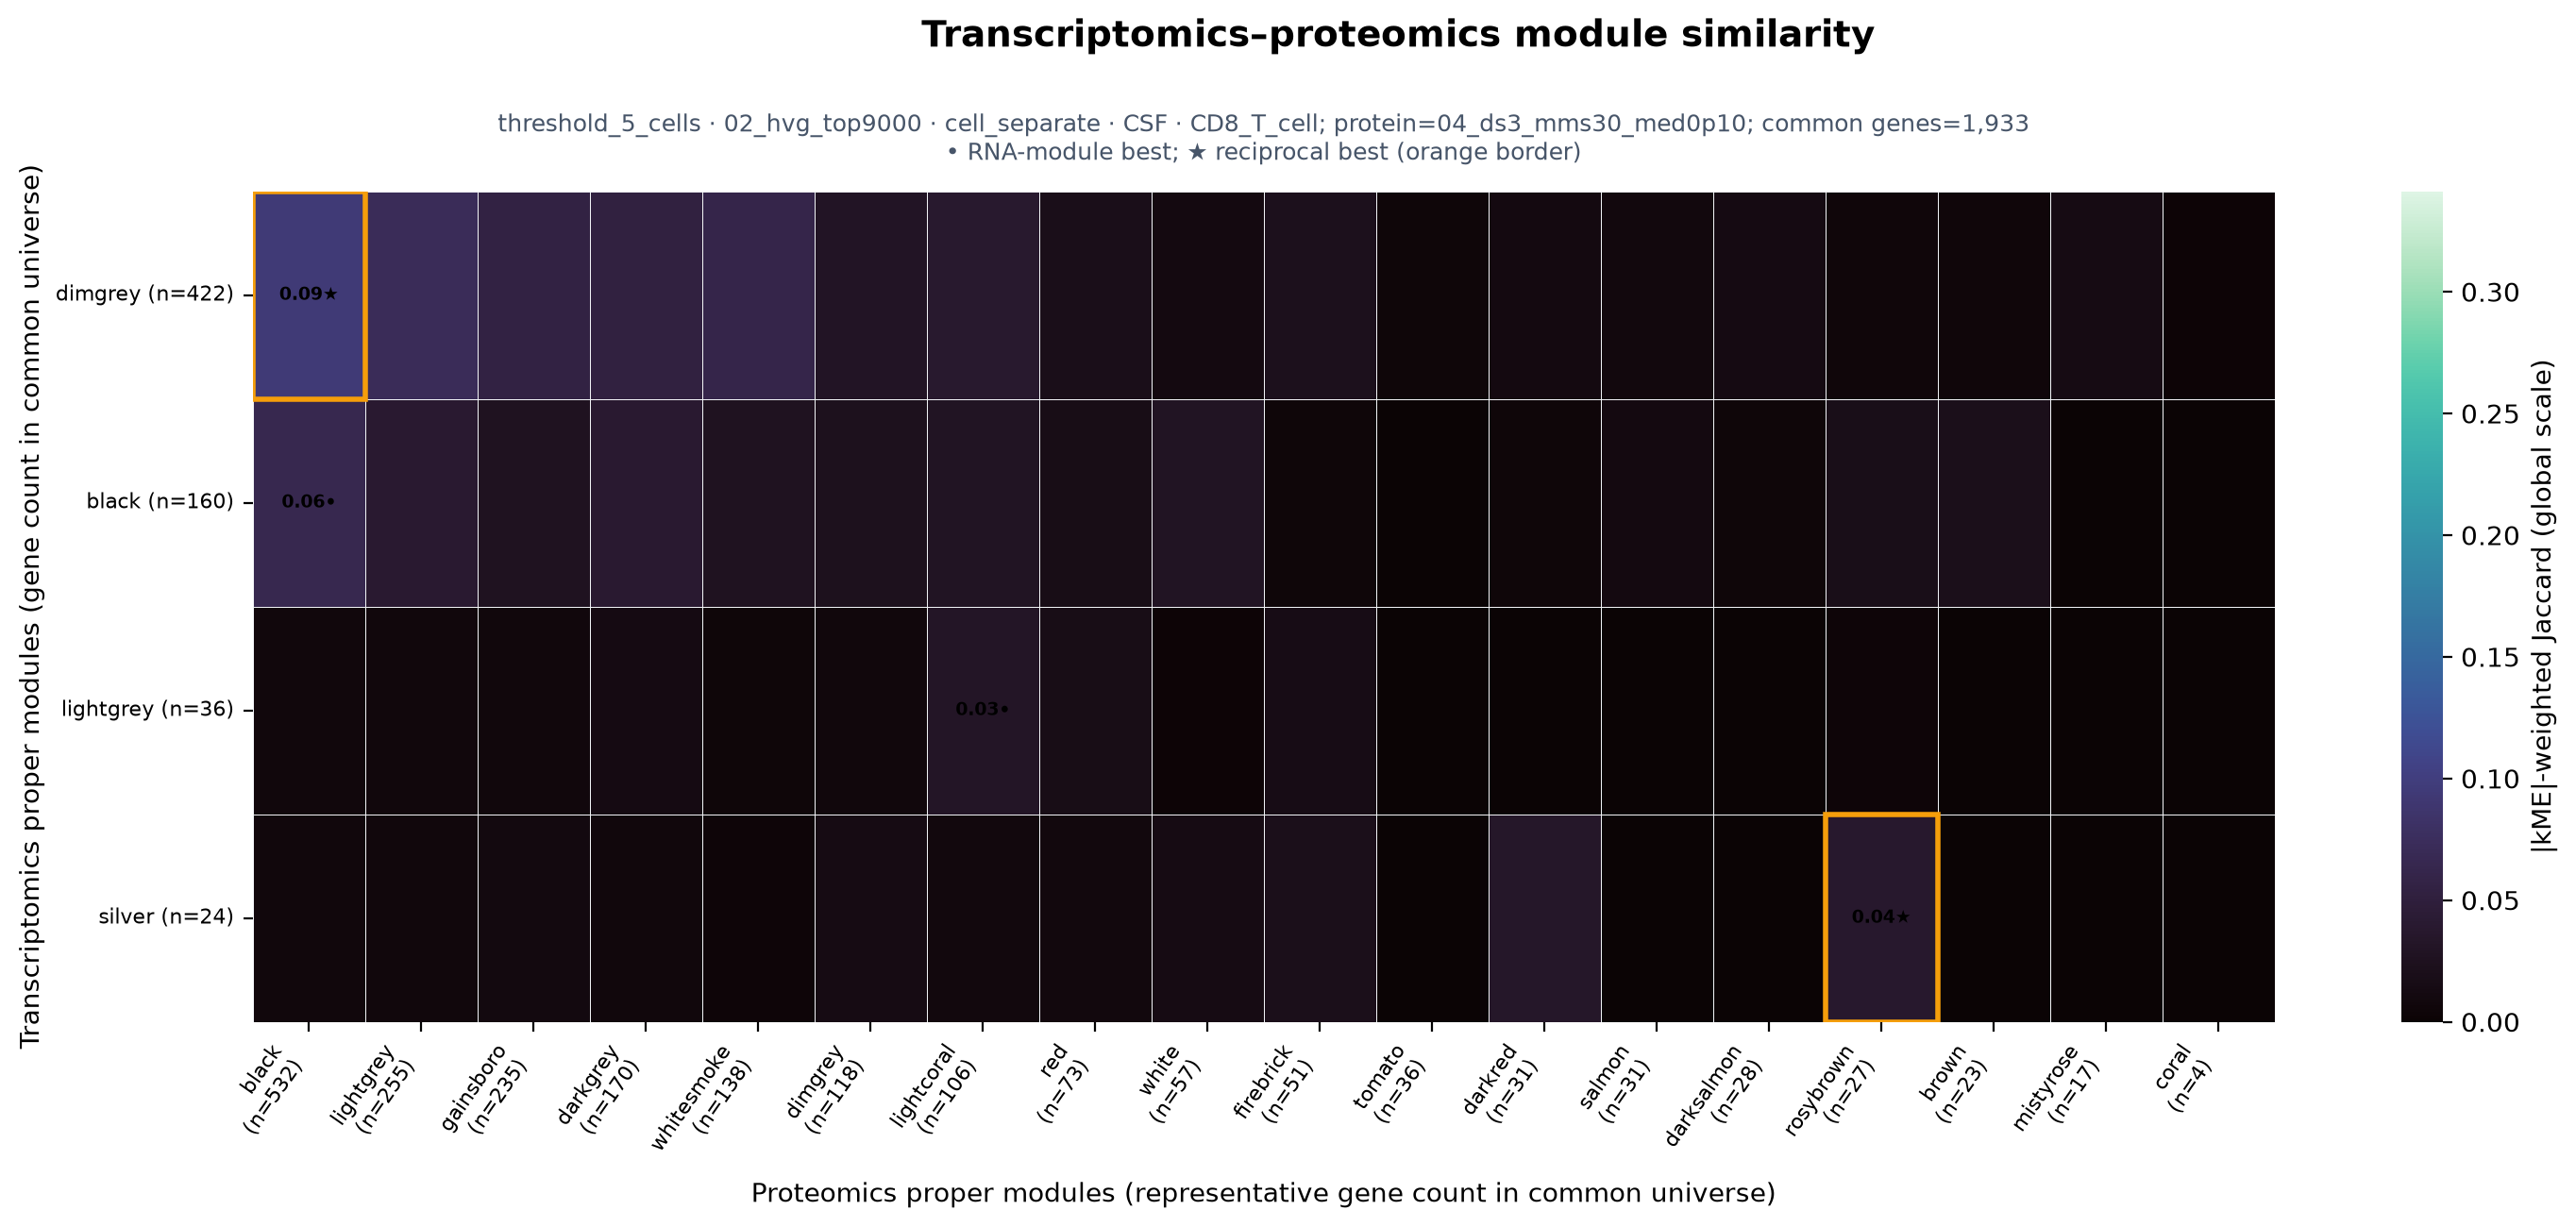 Transcriptomics–proteomics module similarity
threshold_5_cells · 02_hvg_top9000 · cell_separate · CSF · CD8_T_cell; protein=04_ds3_mms30_med0p10; common genes=1,933
• RNA-module best; ★ reciprocal best (orange border)
Transcriptomics proper modules (gene count in common universe)
dimgrey (n=422)
black (n=160)
lightgrey (n=36)
silver (n=24)
0.09★
0.06•
0.03•
0.04★
black
(n=532)
lightgrey
(n=255)
gainsboro
(n=235)
darkgrey
(n=170)
whitesmoke
(n=138)
dimgrey
(n=118)
lightcoral
(n=106)
red
(n=73)
white
(n=57)
firebrick
(n=51)
tomato
(n=36)
darkred
(n=31)
salmon
(n=31)
darksalmon
(n=28)
rosybrown
(n=27)
brown
(n=23)
mistyrose
(n=17)
coral
(n=4)
Proteomics proper modules (representative gene count in common universe)
0.30
0.25
0.20
0.15
0.10
0.05
0.00
|kME|-weighted Jaccard (global scale)